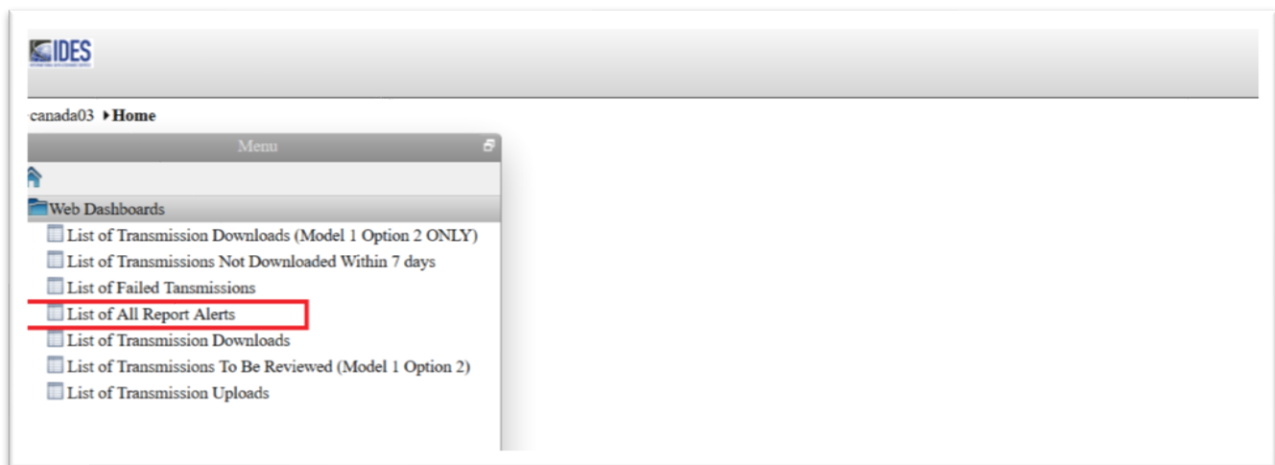 IDES
canada03 ▸Home
Menu
Web Dashboards
List of Transmission Downloads (Model 1 Option 2 ONLY)
List of Transmissions Not Downloaded Within 7 days
List of Failed Tansmissions
List of All Report Alerts
List of Transmission Downloads
List of Transmissions To Be Reviewed (Model 1 Option 2)
List of Transmission Uploads